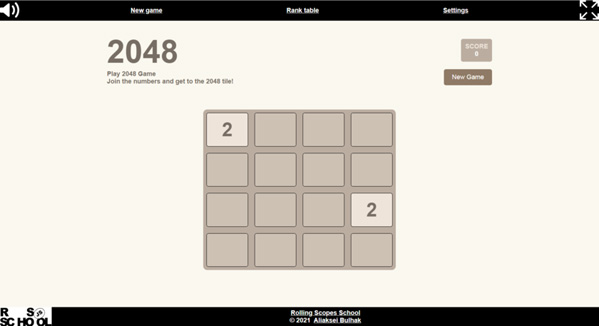 New game
Rank table
Settings
2048
Play 2048 Game
Join the numbers and get to the 2048 tile!
SCORE
New Game
2
2
RS
SCHOOL
Rolling Scopes School
© 2021 Aliaksei Bulhak